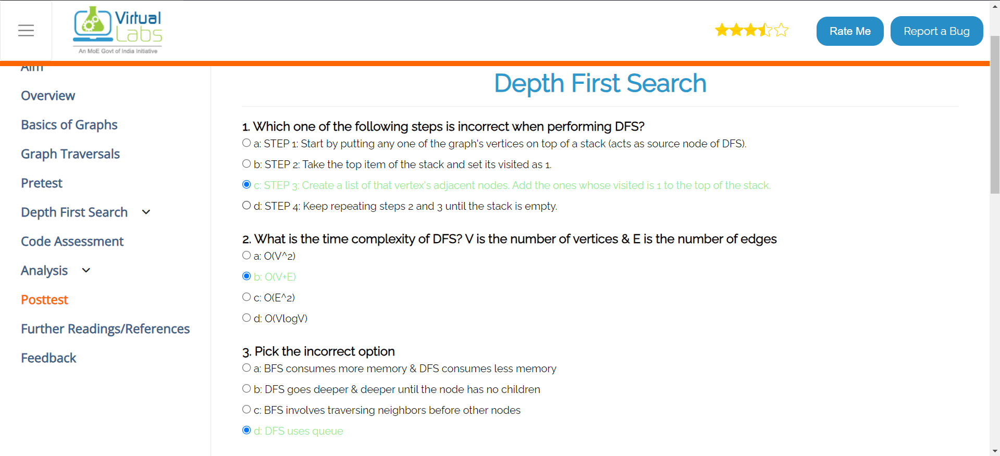 Virtual
Labs
An MoE Govt of India Initiative
Rate Me
Report a Bug
Aim
Overview
Basics of Graphs
Graph Traversals
Pretest
Depth First Search
Code Assessment
Analysis
Posttest
Further Readings/References
Feedback
Depth First Search
1. Which one of the following steps is incorrect when performing DFS?
a: STEP 1: Start by putting any one of the graph's vertices on top of a stack (acts as source node of DFS).
b: STEP 2: Take the top item of the stack and set its visited as 1.
c: STEP 3: Create a list of that vertex's adjacent nodes. Add the ones whose visited is 1 to the top of the stack.
d: STEP 4: Keep repeating steps 2 and 3 until the stack is empty.
2. What is the time complexity of DFS? V is the number of vertices & E is the number of edges
a: O(V^2)
b: O(V+E)
c: O(E^2)
d: O(VlogV)
3. Pick the incorrect option
a: BFS consumes more memory & DFS consumes less memory
b: DFS goes deeper & deeper until the node has no children
c: BFS involves traversing neighbors before other nodes
d: DFS uses queue